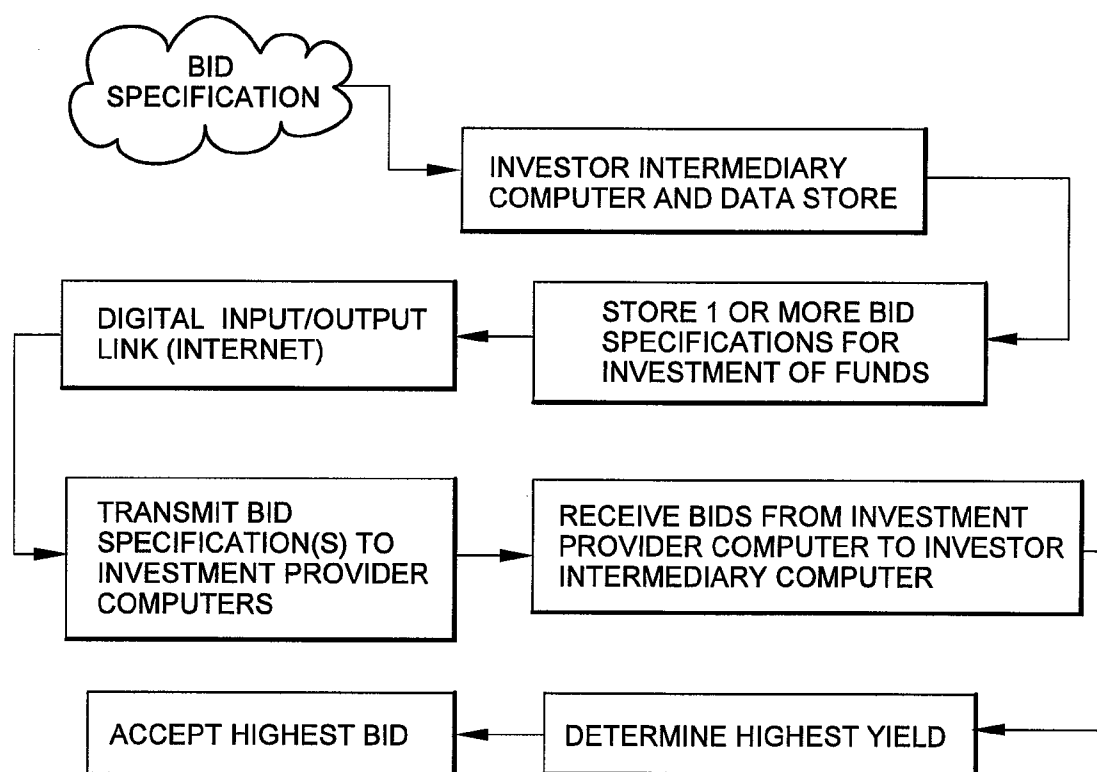 BID
SPECIFICATION
INVESTOR INTERMEDIARY
COMPUTER AND DATA STORE
STORE 1 OR MORE BID
SPECIFICATIONS FOR
INVESTMENT OF FUNDS
DIGITAL INPUT/OUTPUT
LINK (INTERNET)
TRANSMIT BID
SPECIFICATION(S) TO
INVESTMENT PROVIDER
COMPUTERS
RECEIVE BIDS FROM INVESTMENT
PROVIDER COMPUTER TO INVESTOR
INTERMEDIARY COMPUTER
DETERMINE HIGHEST YIELD
ACCEPT HIGHEST BID